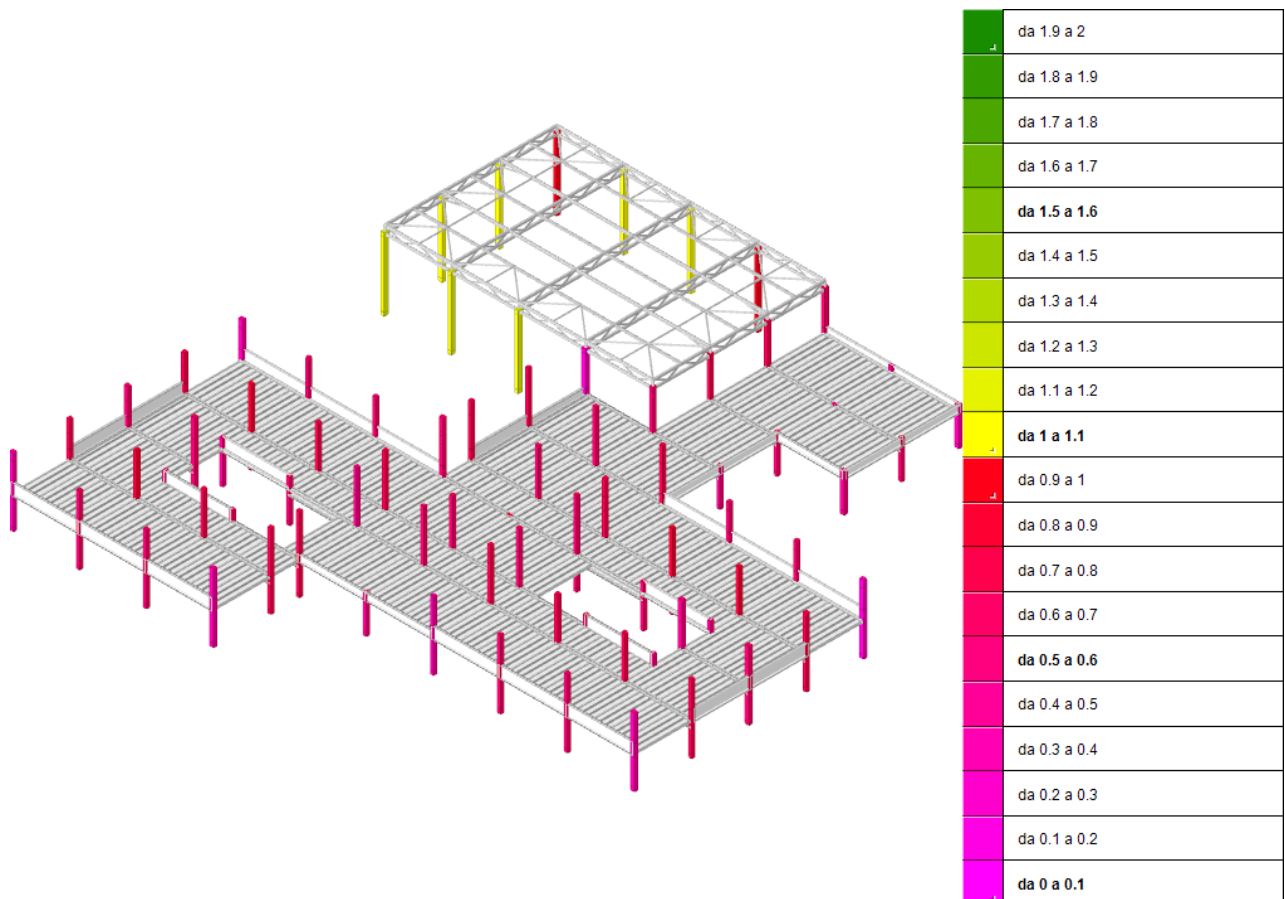 da 1.9 a 2
da 1.8 a 1.9
da 1.7 a 1.8
da 1.6 a 1.7
da 1.5 a 1.6
da 1.4 a 1.5
da 1.3 a 1.4
da 1.2 a 1.3
da 1.1 a 1.2
da 1 a 1.1
da 0.9 a 1
da 0.8 a 0.9
da 0.7 a 0.8
da 0.6 a 0.7
da 0.5 a 0.6
da 0.4 a 0.5
da 0.3 a 0.4
da 0.2 a 0.3
da 0.1 a 0.2
da 0 a 0.1